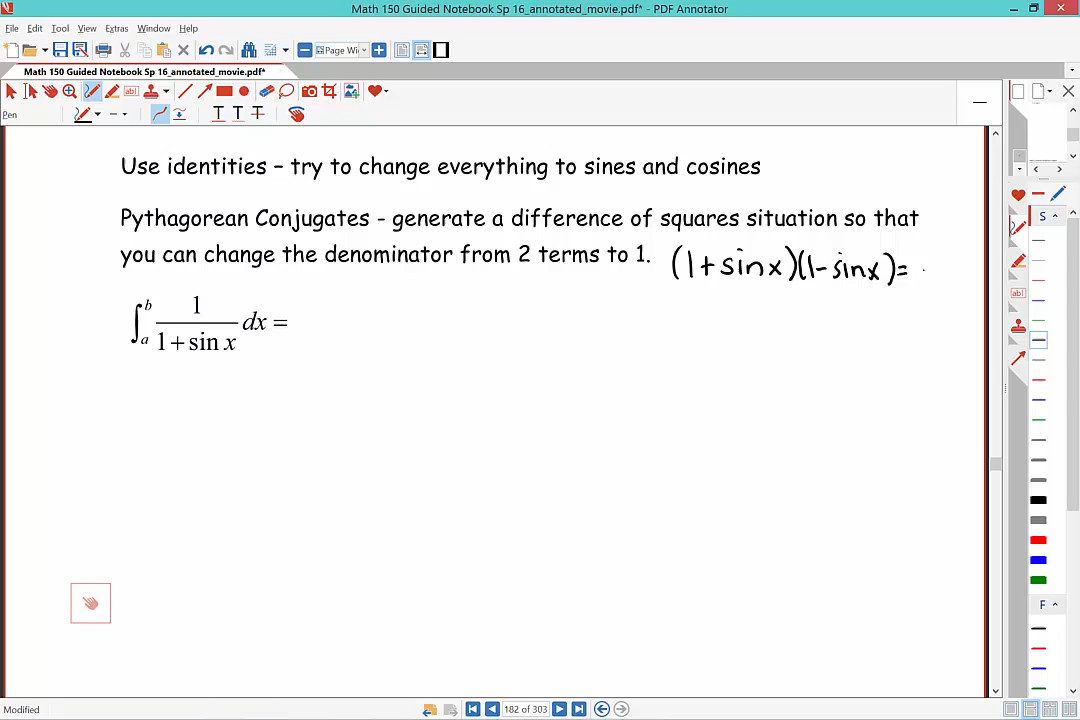 Math 150 Guided Notebook Sp 16_annotated_movie.pdf* - PDF Annotator
File Edit Tool View Extras Window Help
Page Wi
Math 150 Guided Notebook Sp 16_annotated_movie.pdf*
Pen
Use identities – try to change everything to sines and cosines
Pythagorean Conjugates - generate a difference of squares situation so that
you can change the denominator from 2 terms to 1. (1+sinx)(1-sinx)=
∫_a^b 1/(1+sin x) dx =
S
F
Modified
182 of 303